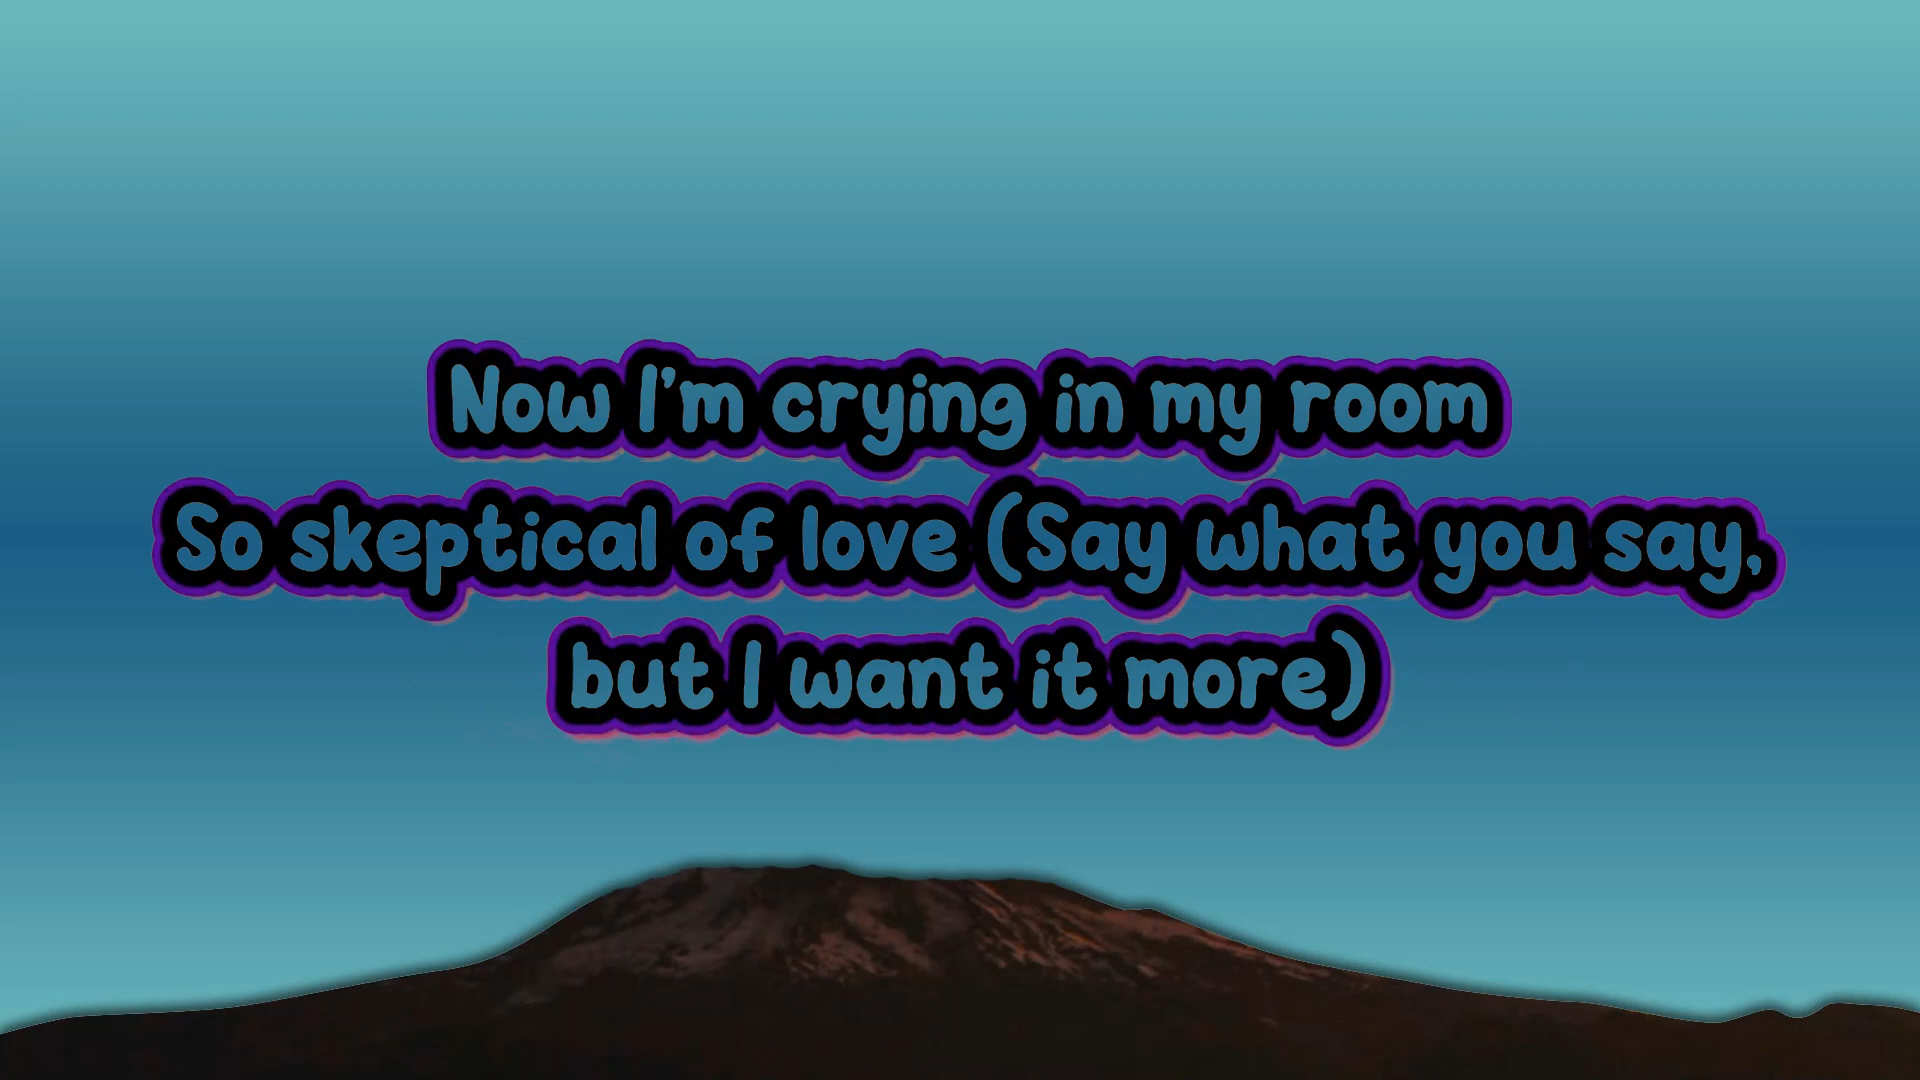 Now I'm crying in my room
So skeptical of love (Say what you say,
but I want it more)